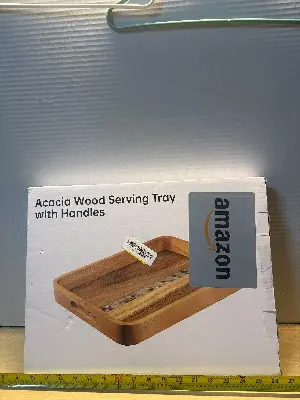 Acacia Wood Serving Tray
with Handles
amazon